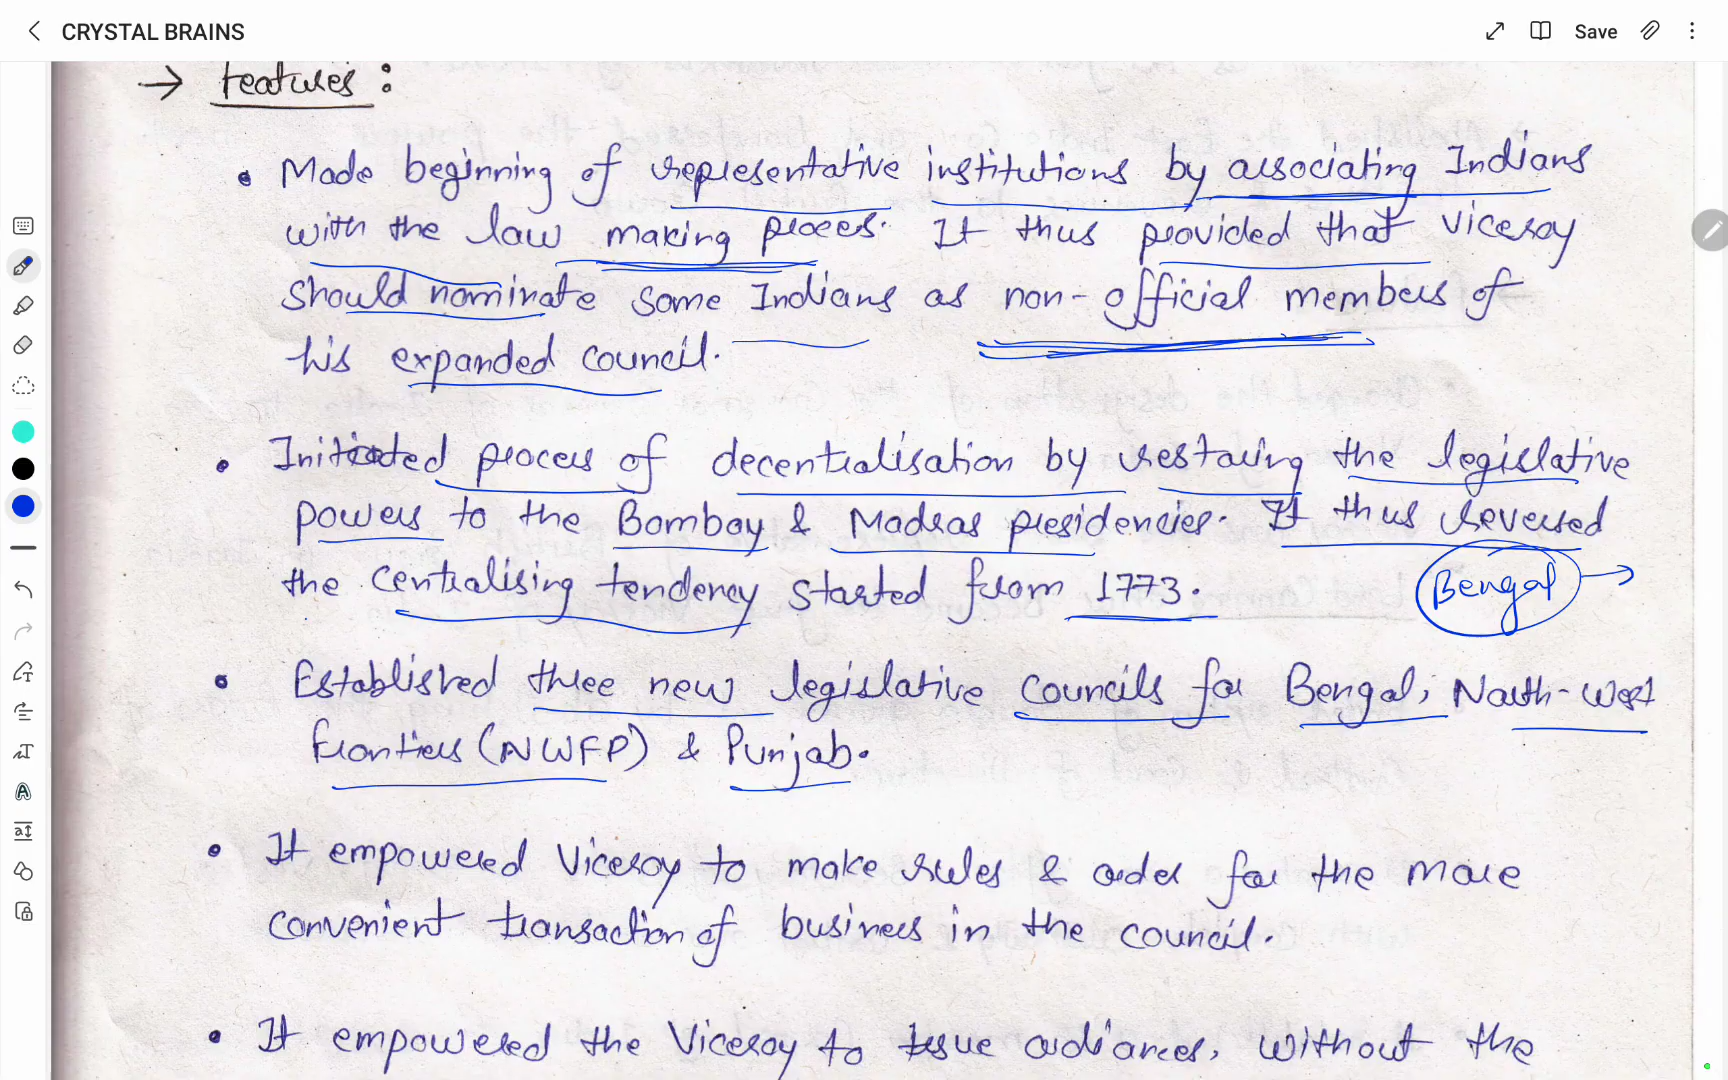 CRYSTAL BRAINS
Save
→ features :
• Made beginning of representative institutions by associating Indians
with the law making process. It thus provided that viceroy
should nominate some Indians as non-official members of
his expanded council.
• Initiated process of decentralisation by restoring the legislative
powers to the Bombay & Madras presidencies. It thus reversed
the centralising tendency started from 1773.
Bengal →
• Established three new legislative councils for Bengal, North-West
frontiers (NWFP) & Punjab.
• It empowered Viceroy to make rules & order for the more
convenient transaction of business in the council.
• It empowered the Viceroy to issue ordiances, without the